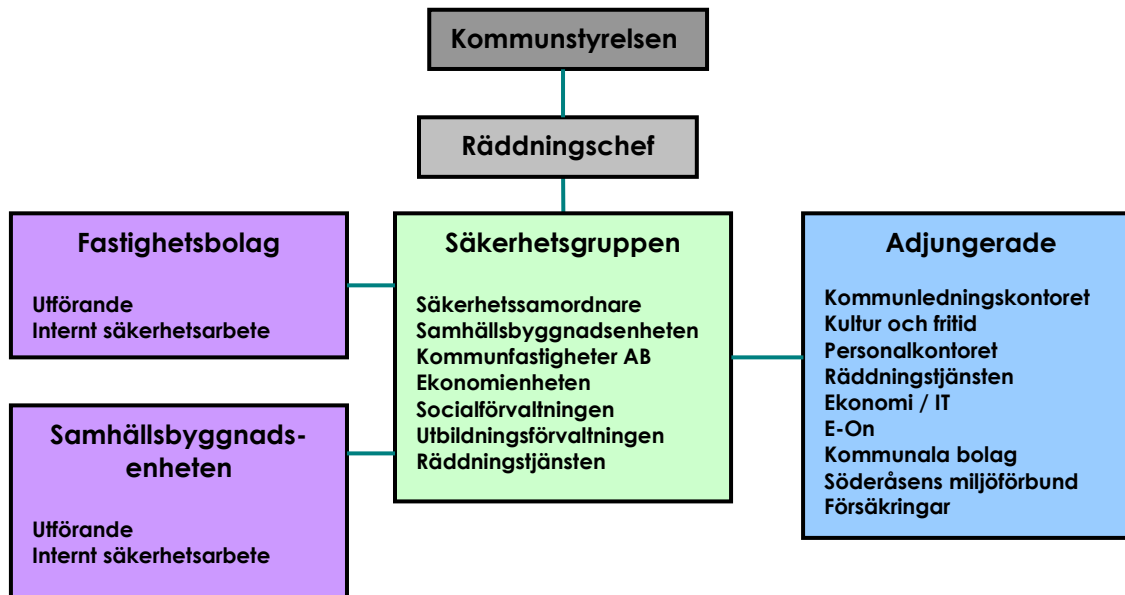 Kommunstyrelsen
Räddningschef
Fastighetsbolag
Utförande
Internt säkerhetsarbete
Samhällsbyggnads-
enheten
Utförande
Internt säkerhetsarbete
Säkerhetsgruppen
Säkerhetssamordnare
Samhällsbyggnadsenheten
Kommunfastigheter AB
Ekonomienheten
Socialförvaltningen
Utbildningsförvaltningen
Räddningstjänsten
Adjungerade
Kommunledningskontoret
Kultur och fritid
Personalkontoret
Räddningstjänsten
Ekonomi / IT
E-On
Kommunala bolag
Söderåsens miljöförbund
Försäkringar